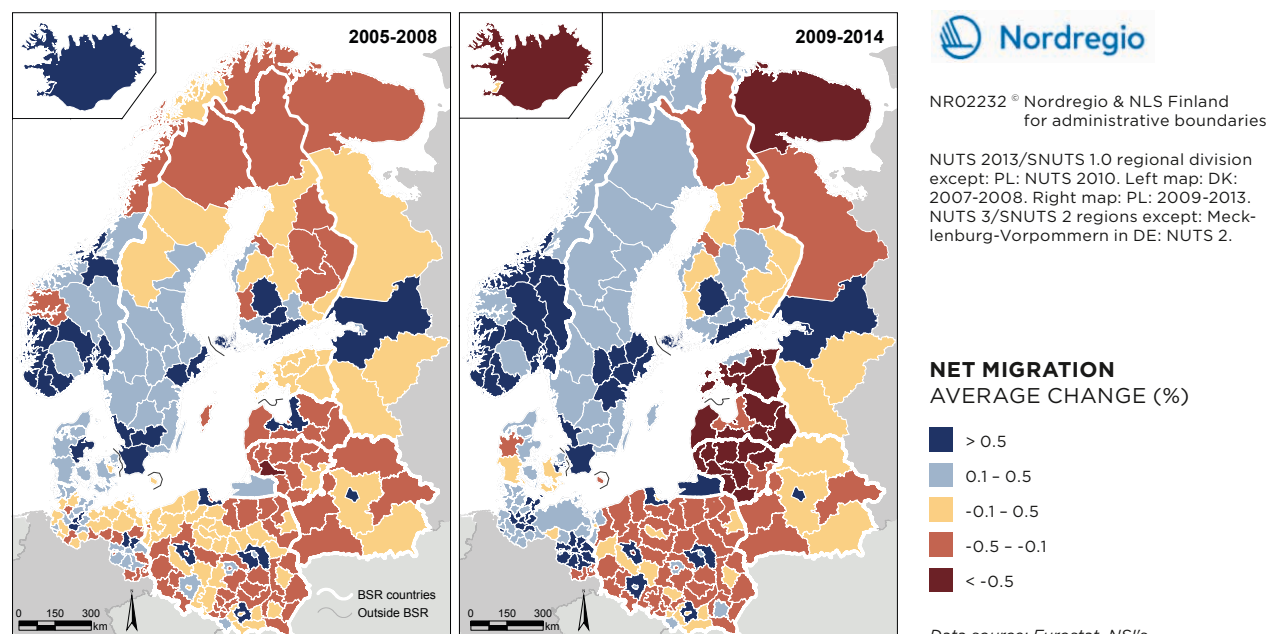 2005-2008
0 150 300
km
BSR countries
Outside BSR
2009-2014
0 150 300
km
Nordregio
NR02232 © Nordregio & NLS Finland
for administrative boundaries
NUTS 2013/SNUTS 1.0 regional division
except: PL: NUTS 2010. Left map: DK:
2007-2008. Right map: PL: 2009-2013.
NUTS 3/SNUTS 2 regions except: Meck-
lenburg-Vorpommern in DE: NUTS 2.
NET MIGRATION
AVERAGE CHANGE (%)
> 0.5
0.1 – 0.5
-0.1 – 0.5
-0.5 – -0.1
< -0.5
Data source: Eurostat, NSI's